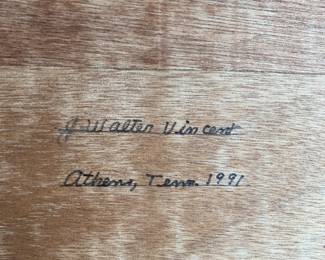 J. Walter Vincent
Athens, Tenn. 1991